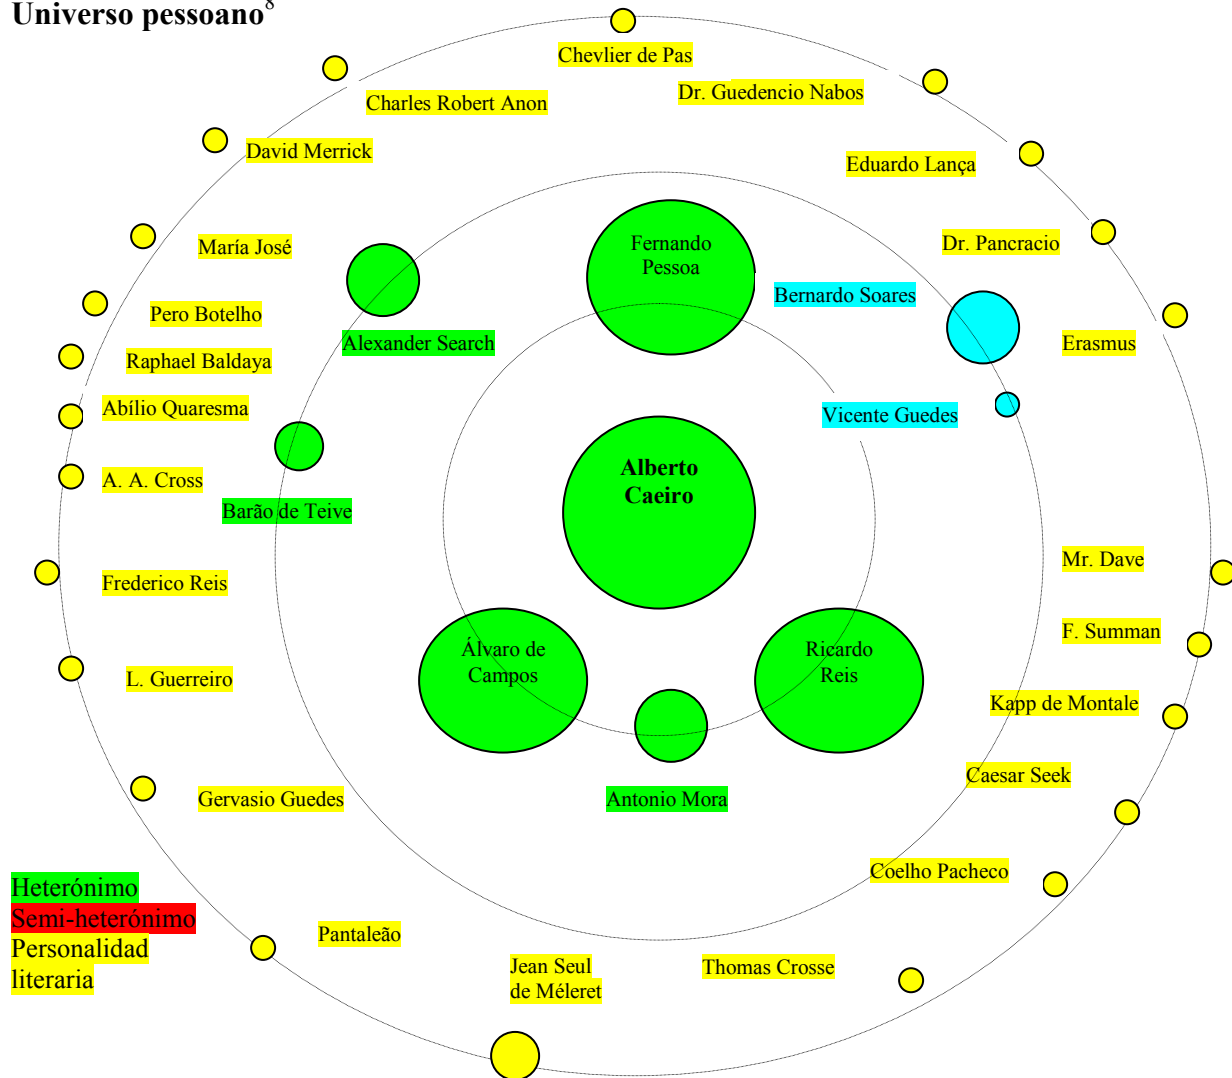 Universo pessoano⁸
Chevlier de Pas
Dr. Guedencio Nabos
Charles Robert Anon
David Merrick
Eduardo Lança
María José
Fernando
Pessoa
Dr. Pancracio
Bernardo Soares
Pero Botelho
Alexander Search
Erasmus
Raphael Baldaya
Abílio Quaresma
Vicente Guedes
Alberto
Caeiro
A. A. Cross
Barão de Teive
Mr. Dave
Frederico Reis
F. Summan
Álvaro de
Campos
Ricardo
Reis
L. Guerreiro
Kapp de Montale
Caesar Seek
Gervasio Guedes
Antonio Mora
Coelho Pacheco
Heterónimo
Semi-heterónimo
Personalidad
literaria
Pantaleão
Jean Seul
de Méleret
Thomas Crosse